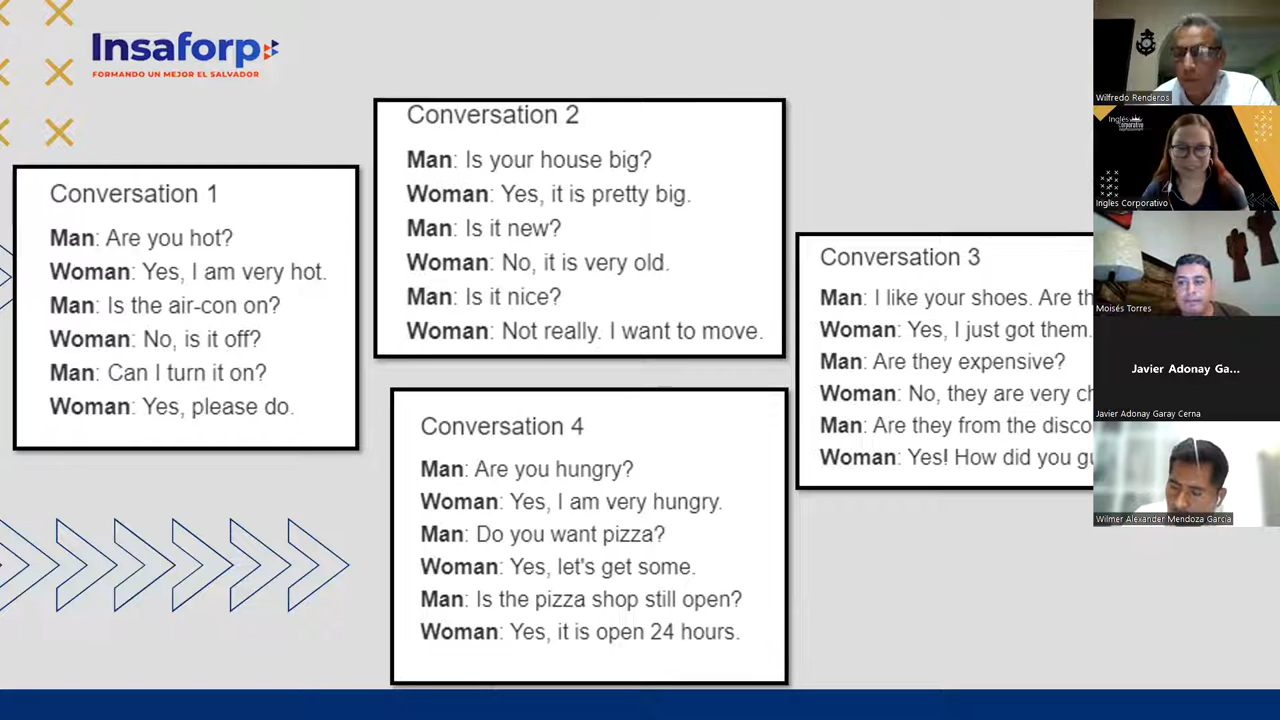 Insaforp
FORMANDO UN MEJOR EL SALVADOR
Conversation 1
Man: Are you hot?
Woman: Yes, I am very hot.
Man: Is the air-con on?
Woman: No, is it off?
Man: Can I turn it on?
Woman: Yes, please do.
Conversation 2
Man: Is your house big?
Woman: Yes, it is pretty big.
Man: Is it new?
Woman: No, it is very old.
Man: Is it nice?
Woman: Not really. I want to move.
Conversation 3
Man: I like your shoes. Are
Woman: Yes, I just got them.
Man: Are they expensive?
Woman: No, they are very
Man: Are they from the
Woman: Yes! How did you
Conversation 4
Man: Are you hungry?
Woman: Yes, I am very hungry.
Man: Do you want pizza?
Woman: Yes, let's get some.
Man: Is the pizza shop still open?
Woman: Yes, it is open 24 hours.
Wilfredo Renderos
Inglés
Corporativo
Ingles Corporativo
Moisés Torres
Javier Adonay Ga...
Javier Adonay Garay Cerna
Wilmer Alexander Mendoza Garcia